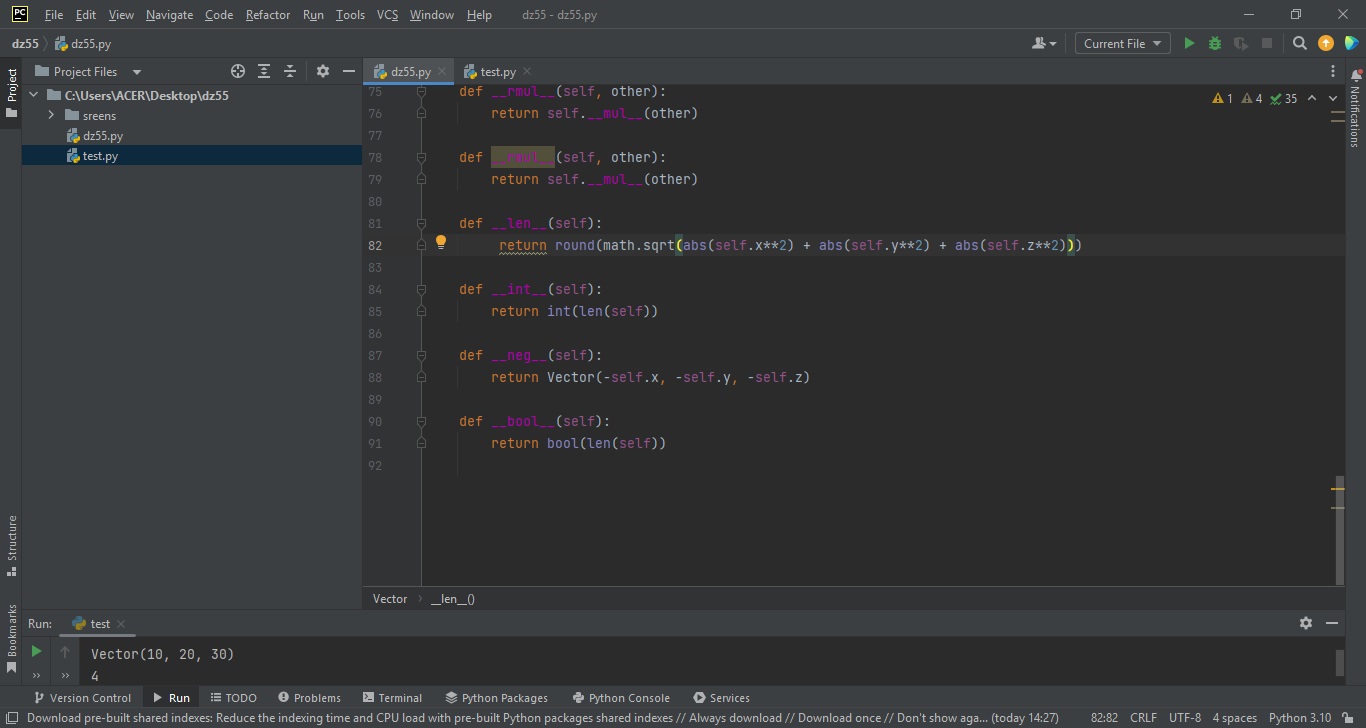 PC File Edit View Navigate Code Refactor Run Tools VCS Window Help dz55 - dz55.py
dz55 dz55.py Current File
Project
Project Files
dz55.py test.py
C:\Users\ACER\Desktop\dz55
sreens
dz55.py
test.py
1 4 35
Notifications
75 def __rmul__(self, other):
76 return self.__mul__(other)
77
78 def (self, other):
79 return self.__mul__(other)
80
81 def __len__(self):
82 return round(math.sqrt(abs(self.x**2) + abs(self.y**2) + abs(self.z**2)))
83
84 def __int__(self):
85 return int(len(self))
86
87 def __neg__(self):
88 return Vector(-self.x, -self.y, -self.z)
89
90 def __bool__(self):
91 return bool(len(self))
92
Structure
Bookmarks
Vector › __len__()
Run: test
Vector(10, 20, 30)
4
Version Control Run TODO Problems Terminal Python Packages Python Console Services
Download pre-built shared indexes: Reduce the indexing time and CPU load with pre-built Python packages shared indexes // Always download // Download once // Don't show aga... (today 14:27) 82:82 CRLF UTF-8 4 spaces Python 3.10